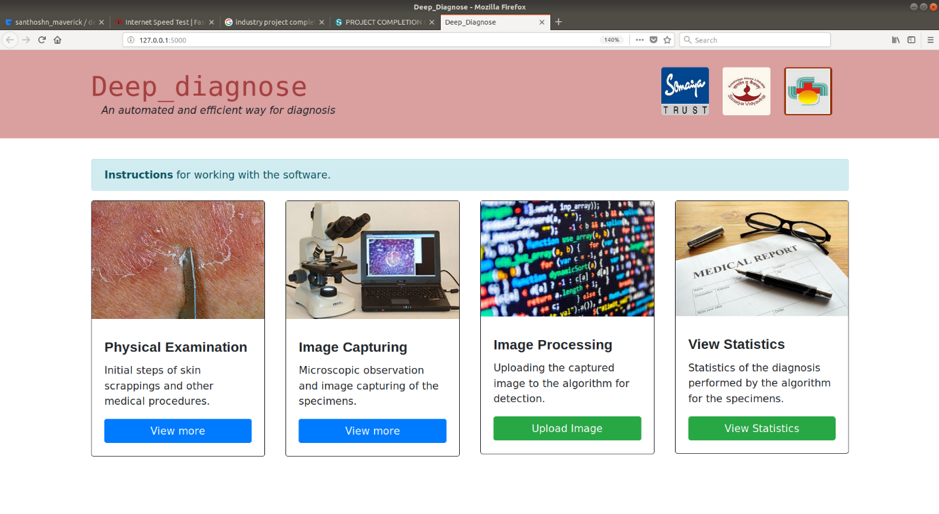 Deep_Diagnose - Mozilla Firefox
santhoshn_maverick / d
Internet Speed Test | Fas
industry project complet
PROJECT COMPLETION
Deep_Diagnose
127.0.0.1:5000
140%
Search
Deep_diagnose
An automated and efficient way for diagnosis
Somaiya
TRUST
Instructions for working with the software.
MEDICAL REPORT
Physical Examination
Initial steps of skin
scrappings and other
medical procedures.
View more
Image Capturing
Microscopic observation
and image capturing of the
specimens.
View more
Image Processing
Uploading the captured
image to the algorithm for
detection.
Upload Image
View Statistics
Statistics of the diagnosis
performed by the algorithm
for the specimens.
View Statistics